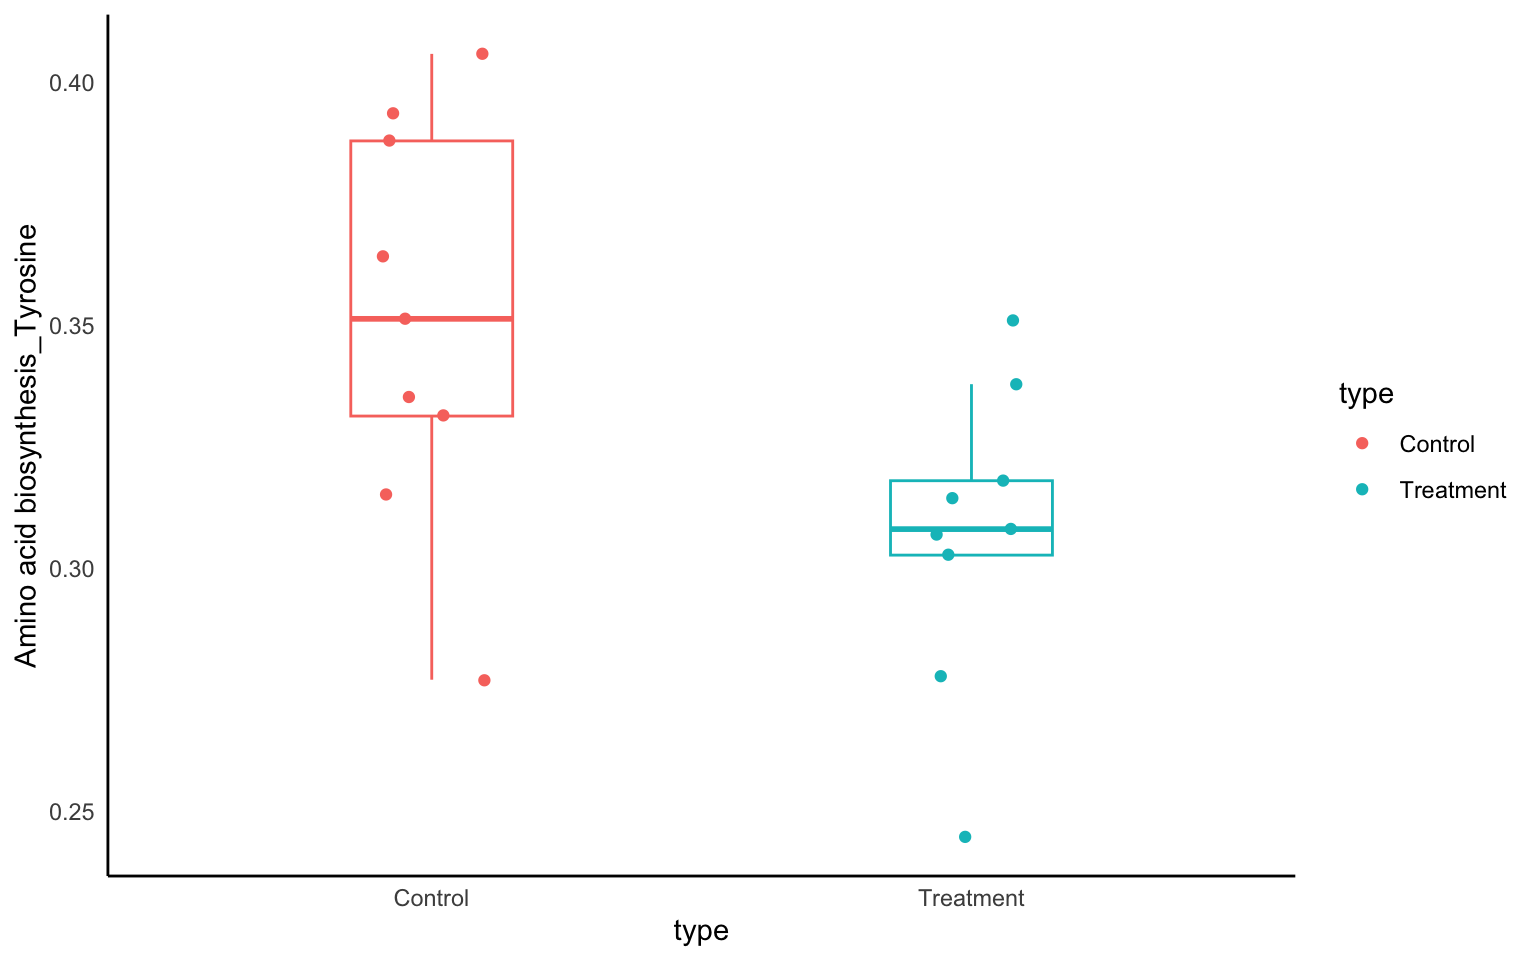 Amino acid biosynthesis_Tyrosine
0.40
0.35
0.30
0.25
Control
Treatment
type
type
Control
Treatment